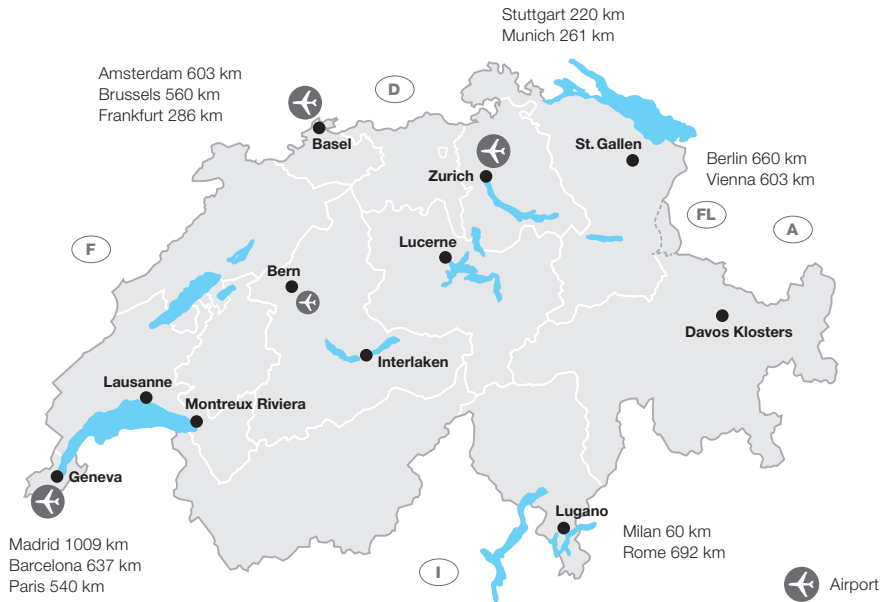 Stuttgart 220 km
Munich 261 km
Amsterdam 603 km
Brussels 560 km
Frankfurt 286 km
D
Basel
St. Gallen
Zurich
Berlin 660 km
Vienna 603 km
FL
A
F
Lucerne
Bern
Davos Klosters
Interlaken
Lausanne
Montreux Riviera
Geneva
Lugano
Madrid 1009 km
Barcelona 637 km
Paris 540 km
Milan 60 km
Rome 692 km
I
Airport